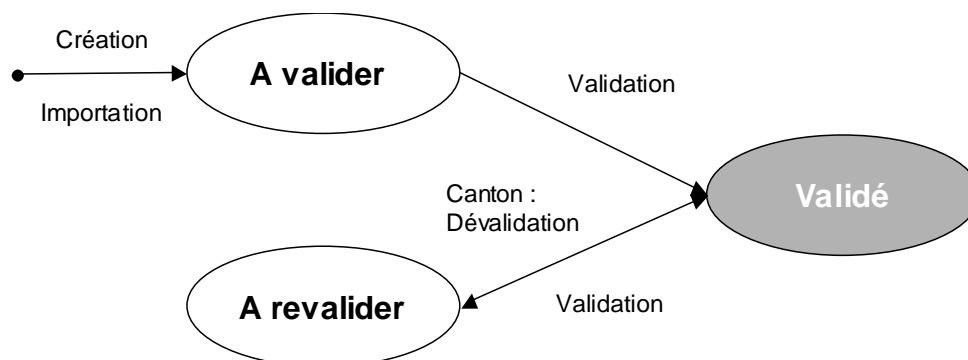 Création
A valider
Importation
Validation
Canton :
Dévalidation
Validé
A revalider
Validation